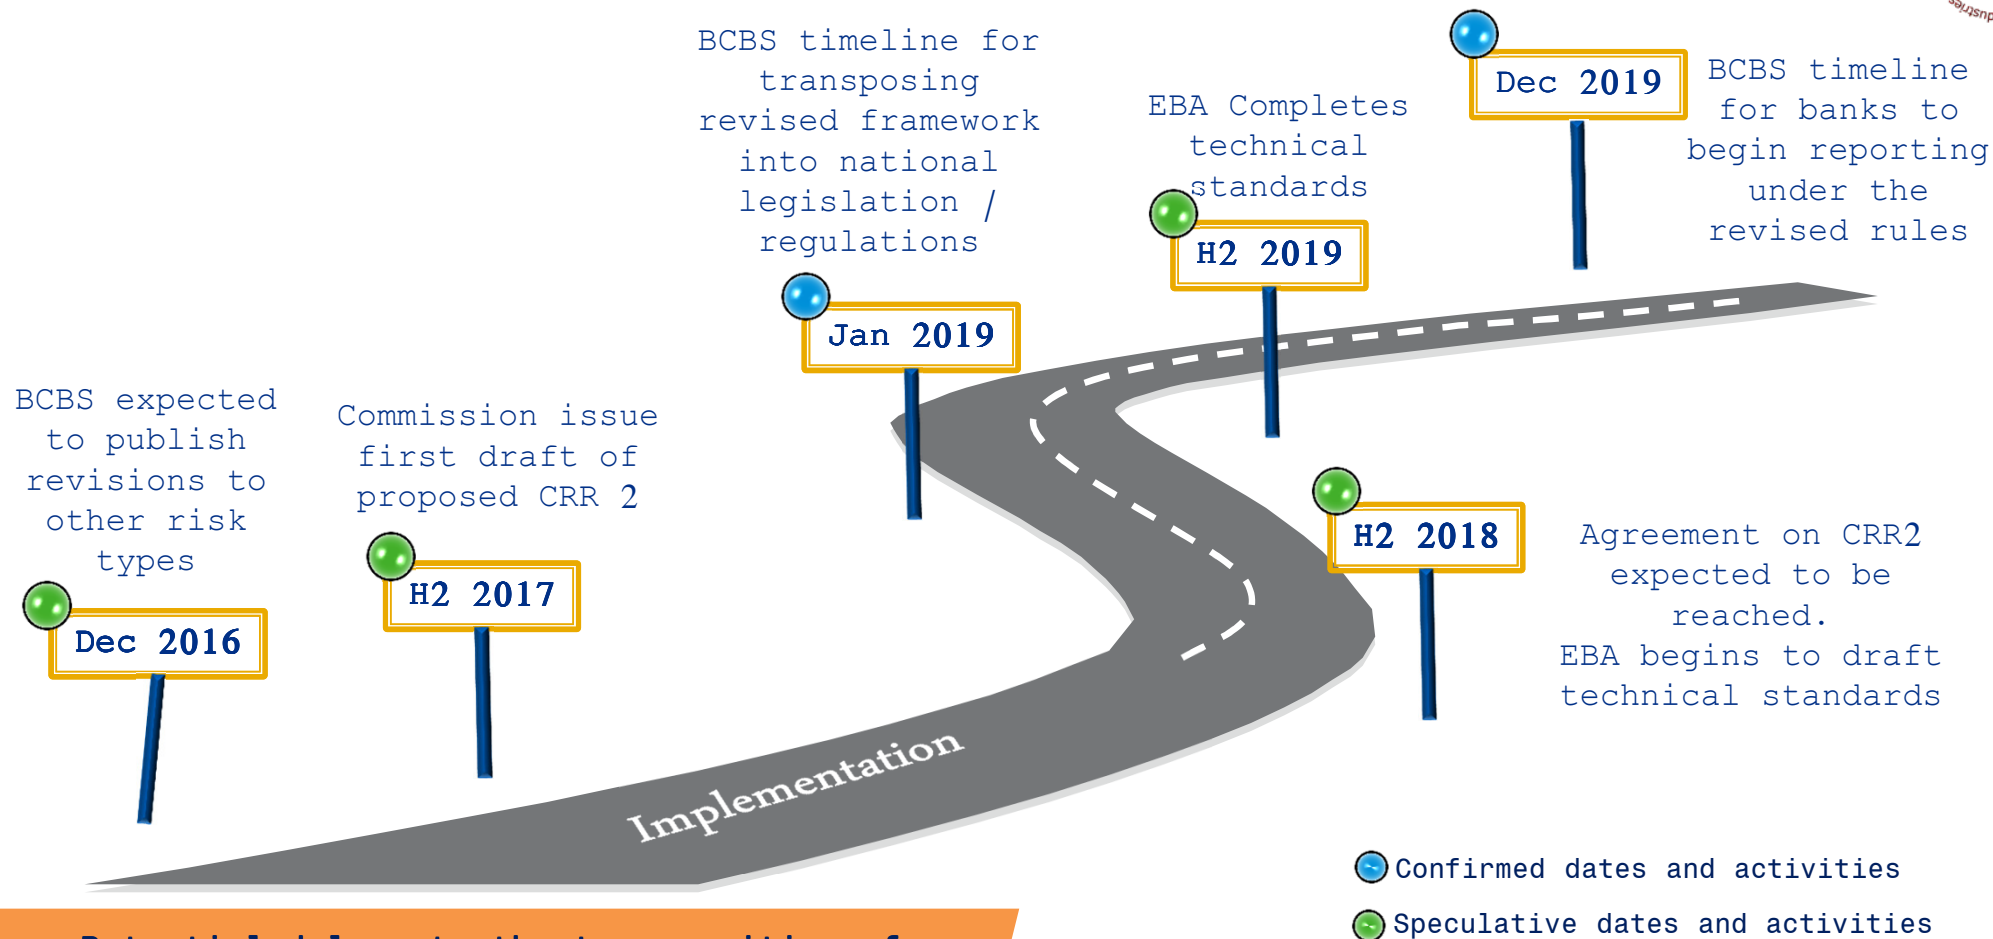 BCBS timeline for
transposing
revised framework
into national
legislation /
regulations
Jan 2019
EBA Completes
technical
standards
H2 2019
Dec 2019
BCBS timeline
for banks to
begin reporting
under the
revised rules
BCBS expected
to publish
revisions to
other risk
types
Dec 2016
Commission issue
first draft of
proposed CRR 2
H2 2017
H2 2018
Agreement on CRR2
expected to be
reached.
EBA begins to draft
technical standards
Implementation
Confirmed dates and activities
Speculative dates and activities